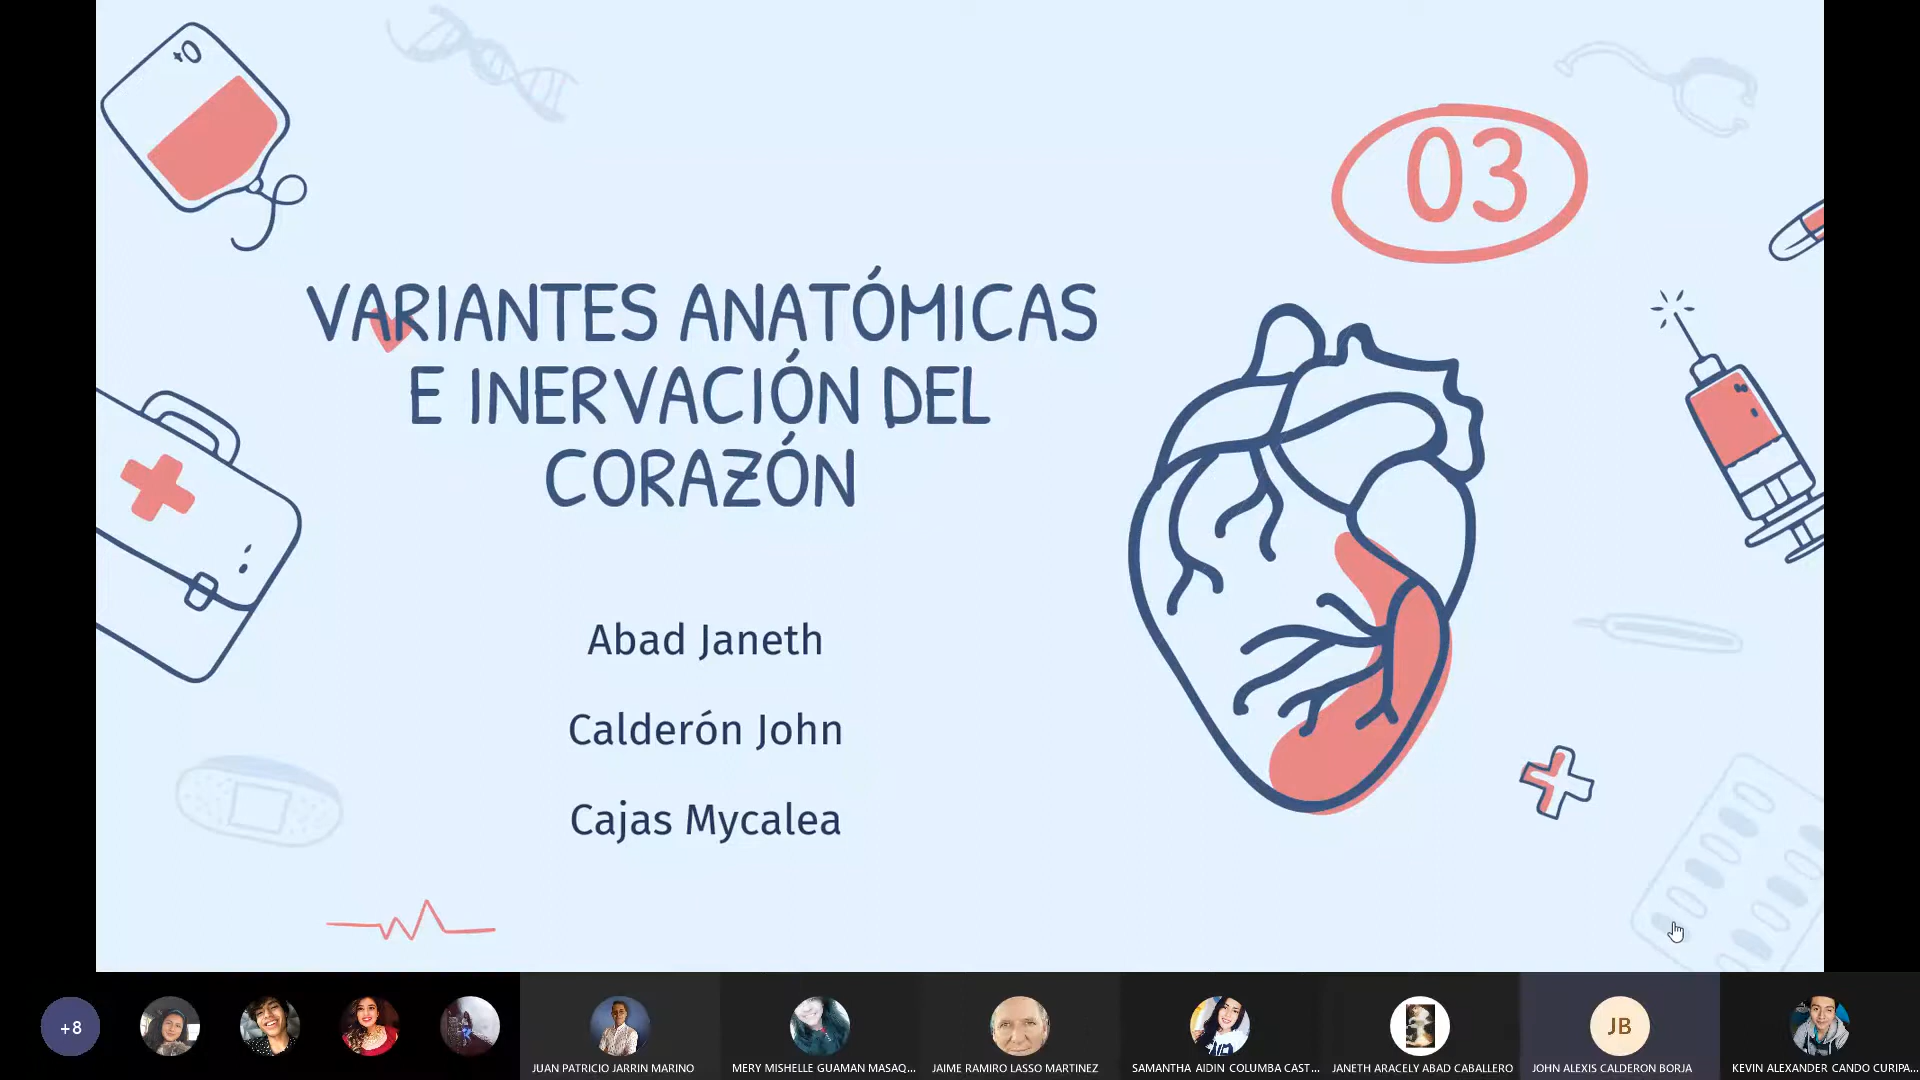 O+
03
VARIANTES ANATÓMICAS
E INERVACIÓN DEL
CORAZÓN
Abad Janeth
Calderón John
Cajas Mycalea
+8
JUAN PATRICIO JARRIN MARINO
MERY MISHELLE GUAMAN MASAQ...
JAIME RAMIRO LASSO MARTINEZ
SAMANTHA AIDIN COLUMBA CAST...
JANETH ARACELY ABAD CABALLERO
JB
JOHN ALEXIS CALDERON BORJA
KEVIN ALEXANDER CANDO CURIPA...